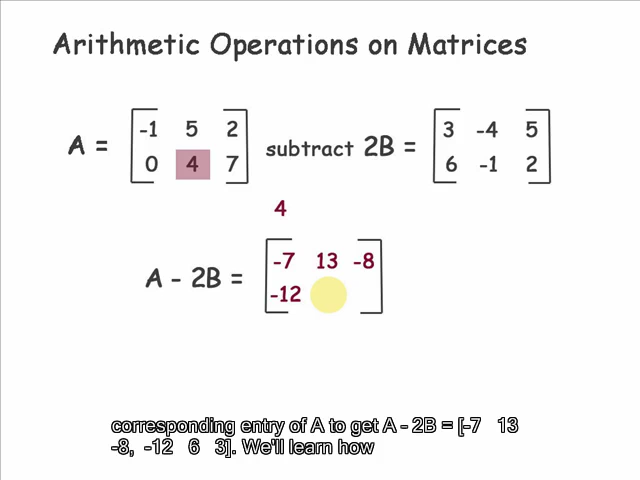 Arithmetic Operations on Matrices
A = -1 5 2 subtract 2B = 3 -4 5
0 4 7 6 -1 2
4
A - 2B = -7 13 -8
-12
corresponding entry of A to get A - 2B = [-7 13
-8, -12 6 3]. We'll learn how